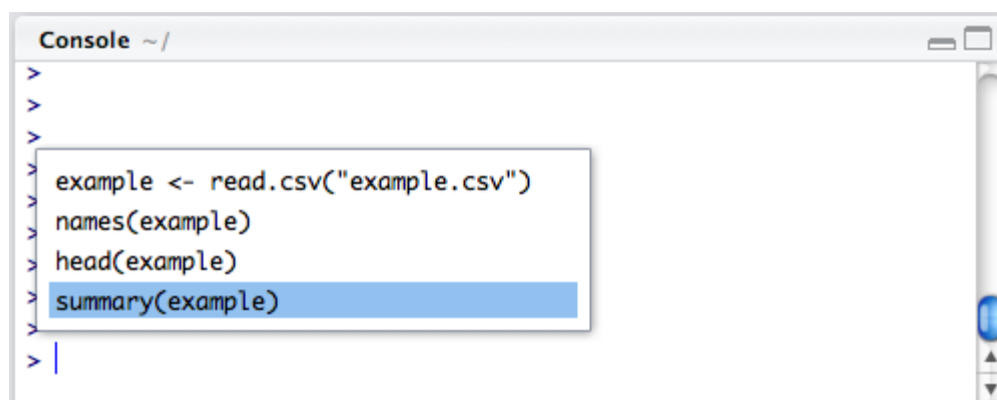 Console ~/
>
>
>
>
example <- read.csv("example.csv")
>
names(example)
>
head(example)
>
summary(example)
>
>
>